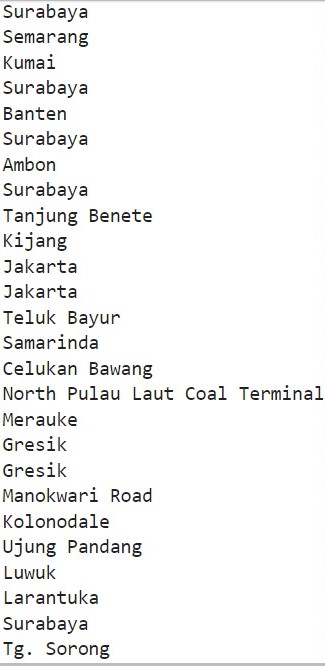 Surabaya
Semarang
Kumai
Surabaya
Banten
Surabaya
Ambon
Surabaya
Tanjung Benete
Kijang
Jakarta
Jakarta
Teluk Bayur
Samarinda
Celukan Bawang
North Pulau Laut Coal Terminal
Merauke
Gresik
Gresik
Manokwari Road
Kolonodale
Ujung Pandang
Luwuk
Larantuka
Surabaya
Tg. Sorong